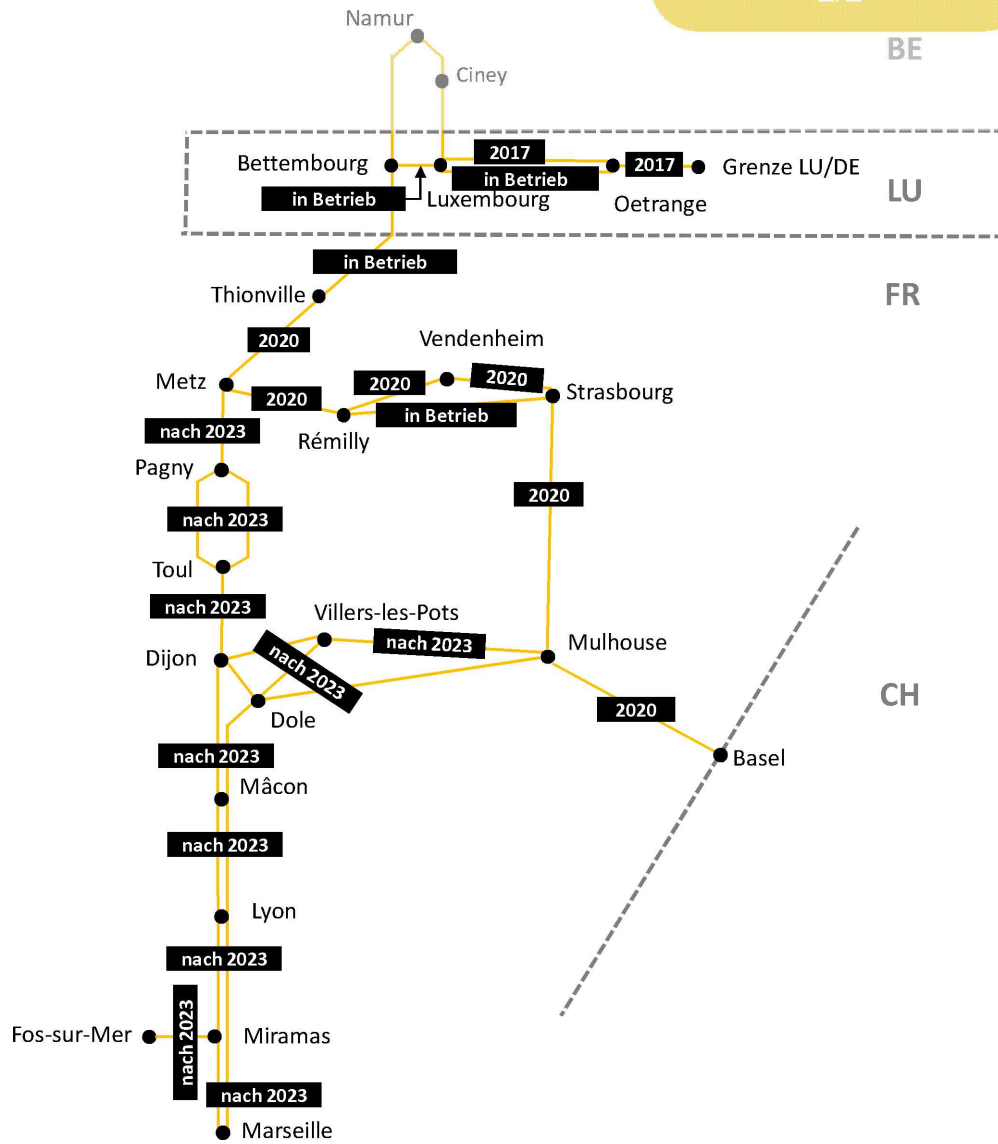 Namur
BE
Ciney
2017
Bettembourg
2017
Grenze LU/DE
in Betrieb
in Betrieb
Luxembourg
Oetrange
LU
in Betrieb
Thionville
FR
2020
Vendenheim
Metz
2020
2020
2020
Strasbourg
in Betrieb
nach 2023
Rémilly
Pagny
2020
nach 2023
Toul
nach 2023
Villers-les-Pots
nach 2023
Mulhouse
Dijon
nach 2023
CH
Dole
2020
nach 2023
Basel
Mâcon
nach 2023
Lyon
nach 2023
Fos-sur-Mer
nach 2023
Miramas
nach 2023
Marseille